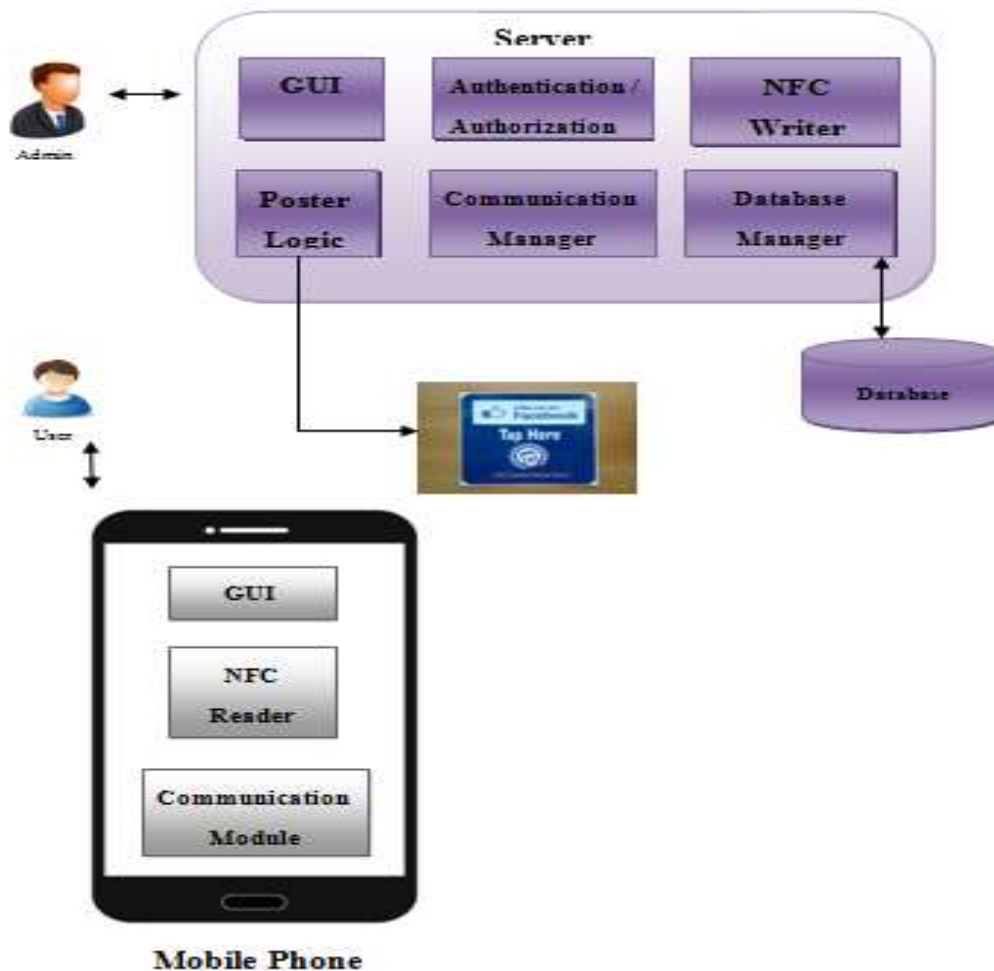 Server
GUI
Authentication /
Authorization
NFC
Writer
Admin
Poster
Logic
Communication
Manager
Database
Manager
User
Facebook
Tap Here
Database
GUI
NFC
Reader
Communication
Module
Mobile Phone